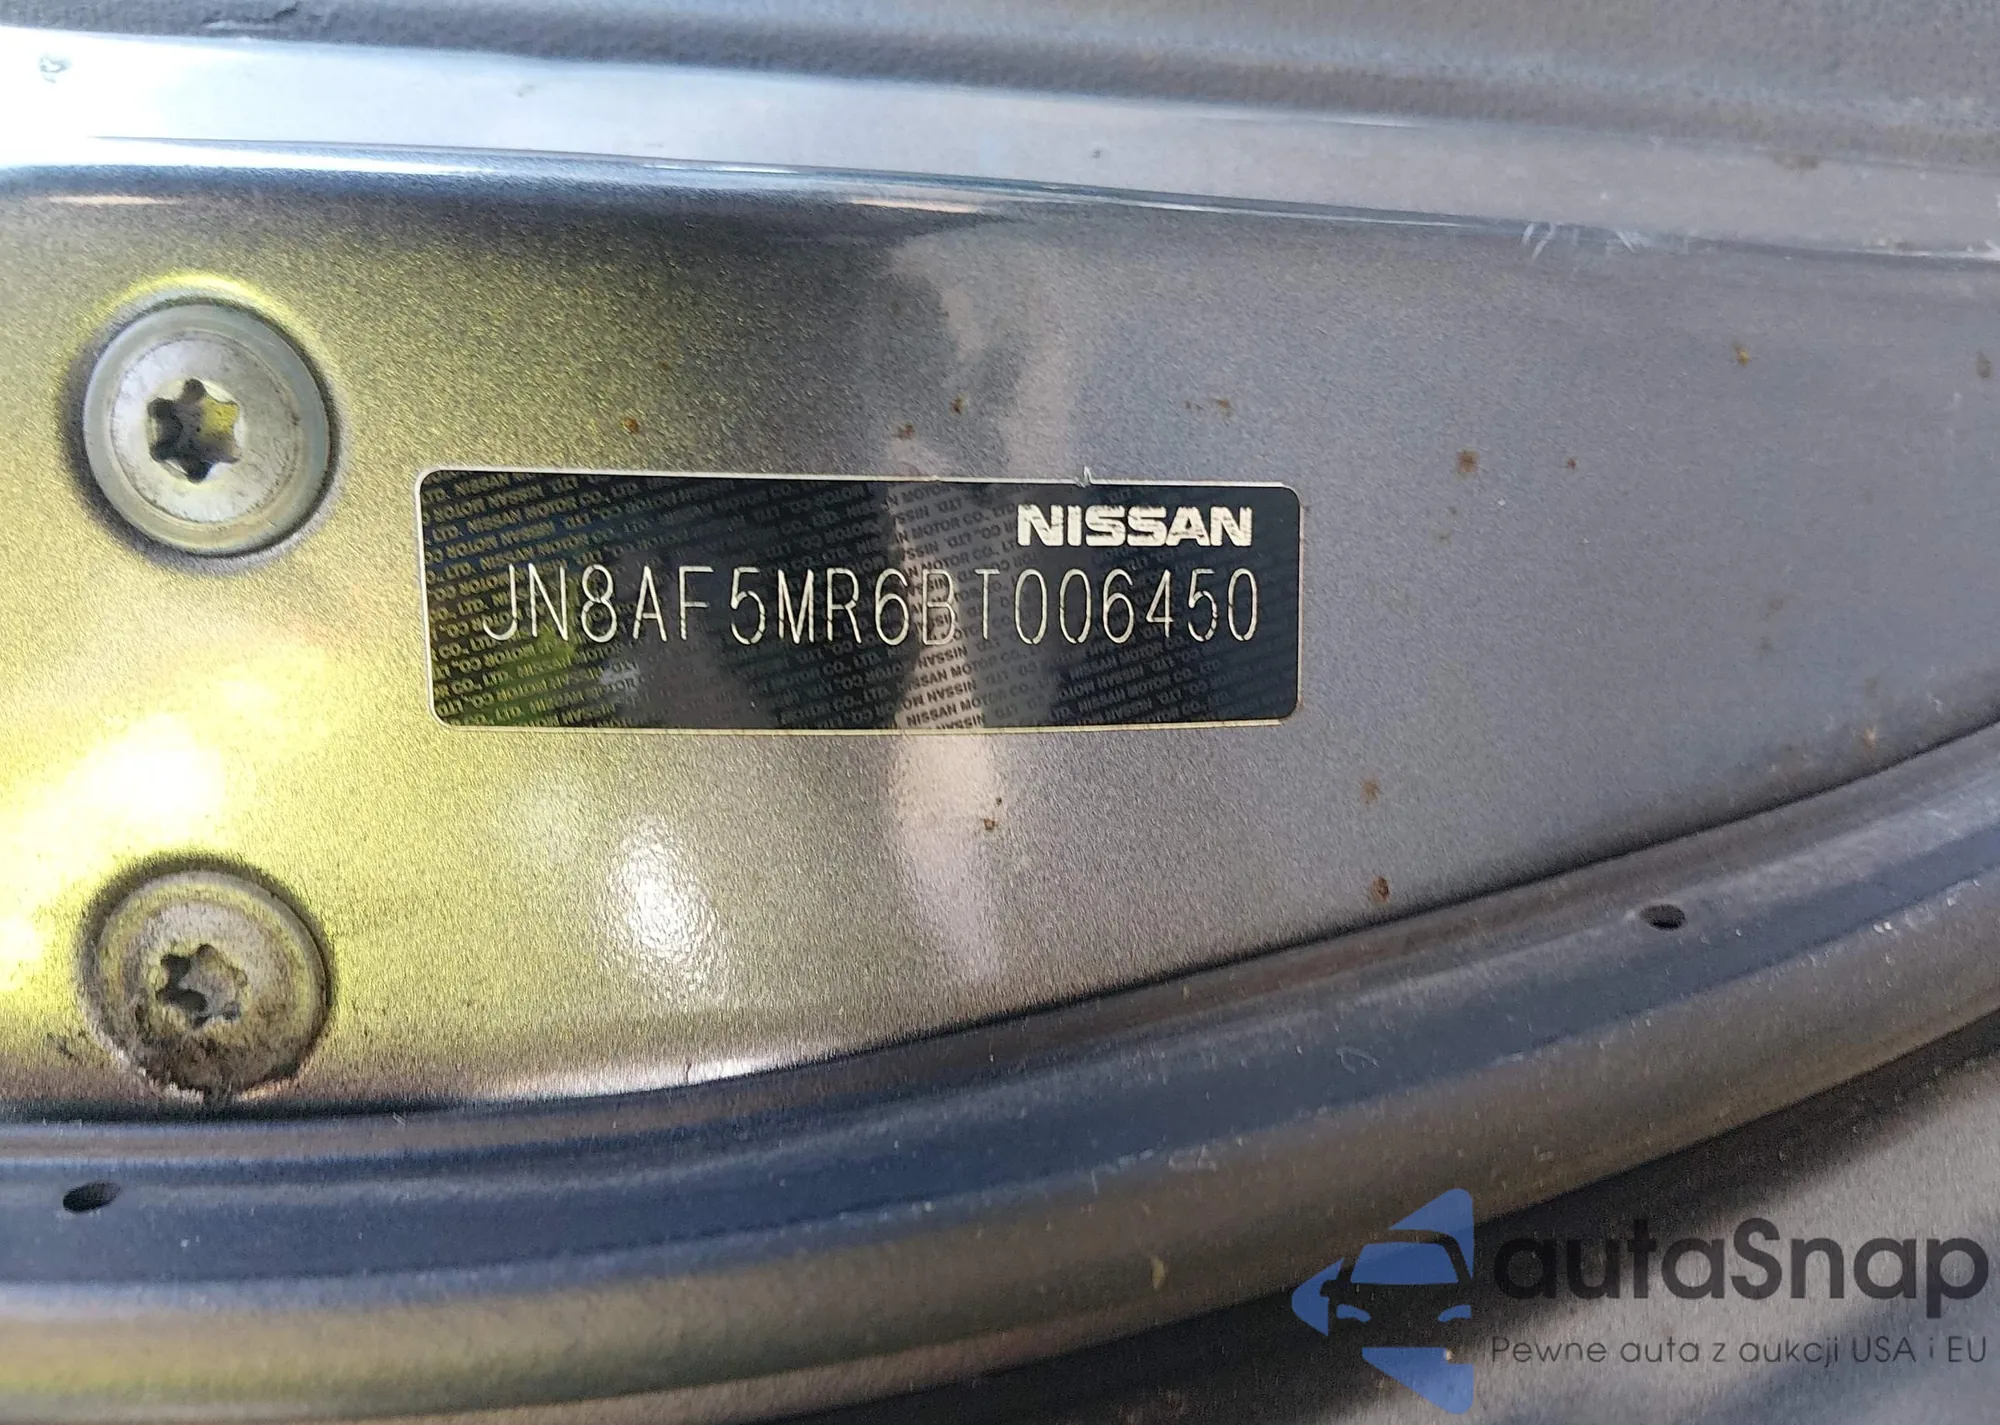 NISSAN
JN8AF5MR6BT006450
autaSnap
Pewne auta z aukcji USA i EU